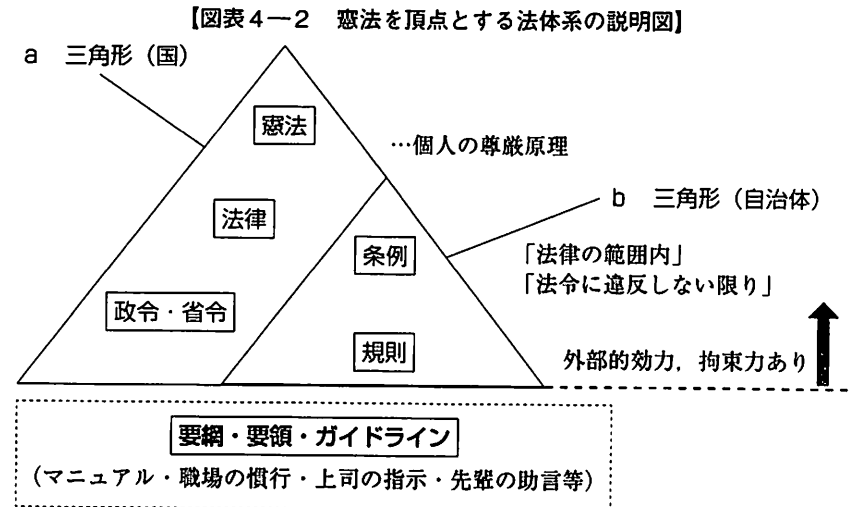 【図表4―2　憲法を頂点とする法体系の説明図】
a　三角形（国）
憲法
…個人の尊厳原理
法律
b　三角形（自治体）
条例
「法律の範囲内」
「法令に違反しない限り」
政令・省令
規則
外部的効力，拘束力あり
要綱・要領・ガイドライン
（マニュアル・職場の慣行・上司の指示・先輩の助言等）